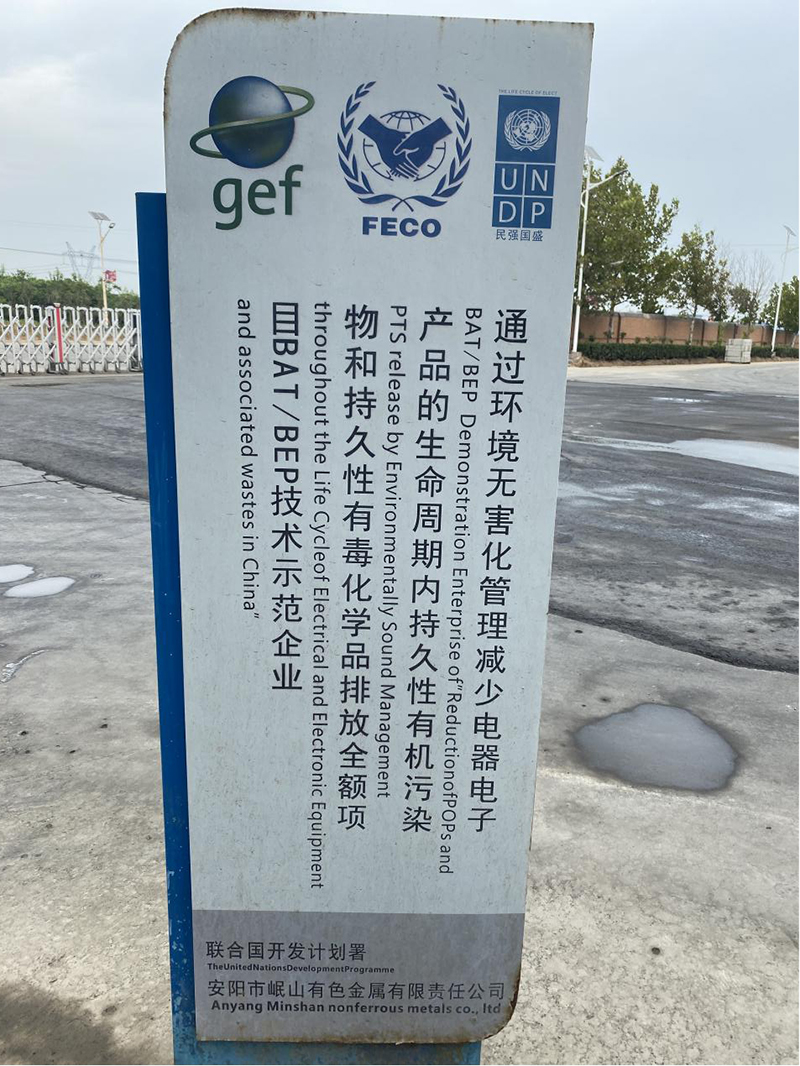 gef
FECO
THE LIFE CYCLE OF ELECT
UN
DP
民强国盛
通过环境无害化管理减少电器电子
BAT/BEP Demonstration Enterprise of"ReductionofPOPs and
产品的生命周期内持久性有机污染
PTS release by Environmentally Sound Management
物和持久性有毒化学品排放全额项
throughout the Life Cycleof Electrical and Electronic Equipment
目BAT/BEP技术示范企业
and associated wastes in China"
联合国开发计划署
TheUnitedNationsDevelopmentProgramme
安阳市岷山有色金属有限责任公司
Anyang Minshan nonferrous metals co., ltd